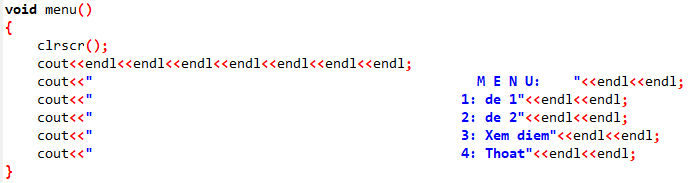 void menu()
{
    clrscr();
    cout<<endl<<endl<<endl<<endl<<endl<<endl<<endl;
    cout<<"                                                M E N U:    "<<endl<<endl;
    cout<<"                                              1: de 1"<<endl<<endl;
    cout<<"                                              2: de 2"<<endl<<endl;
    cout<<"                                              3: Xem diem"<<endl<<endl;
    cout<<"                                              4: Thoat"<<endl<<endl;
}